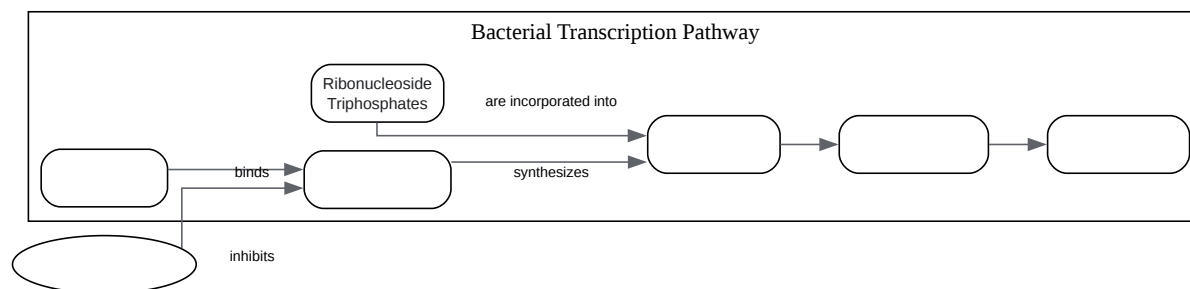 Bacterial Transcription Pathway
Ribonucleoside
Triphosphates
are incorporated into
binds
synthesizes
inhibits